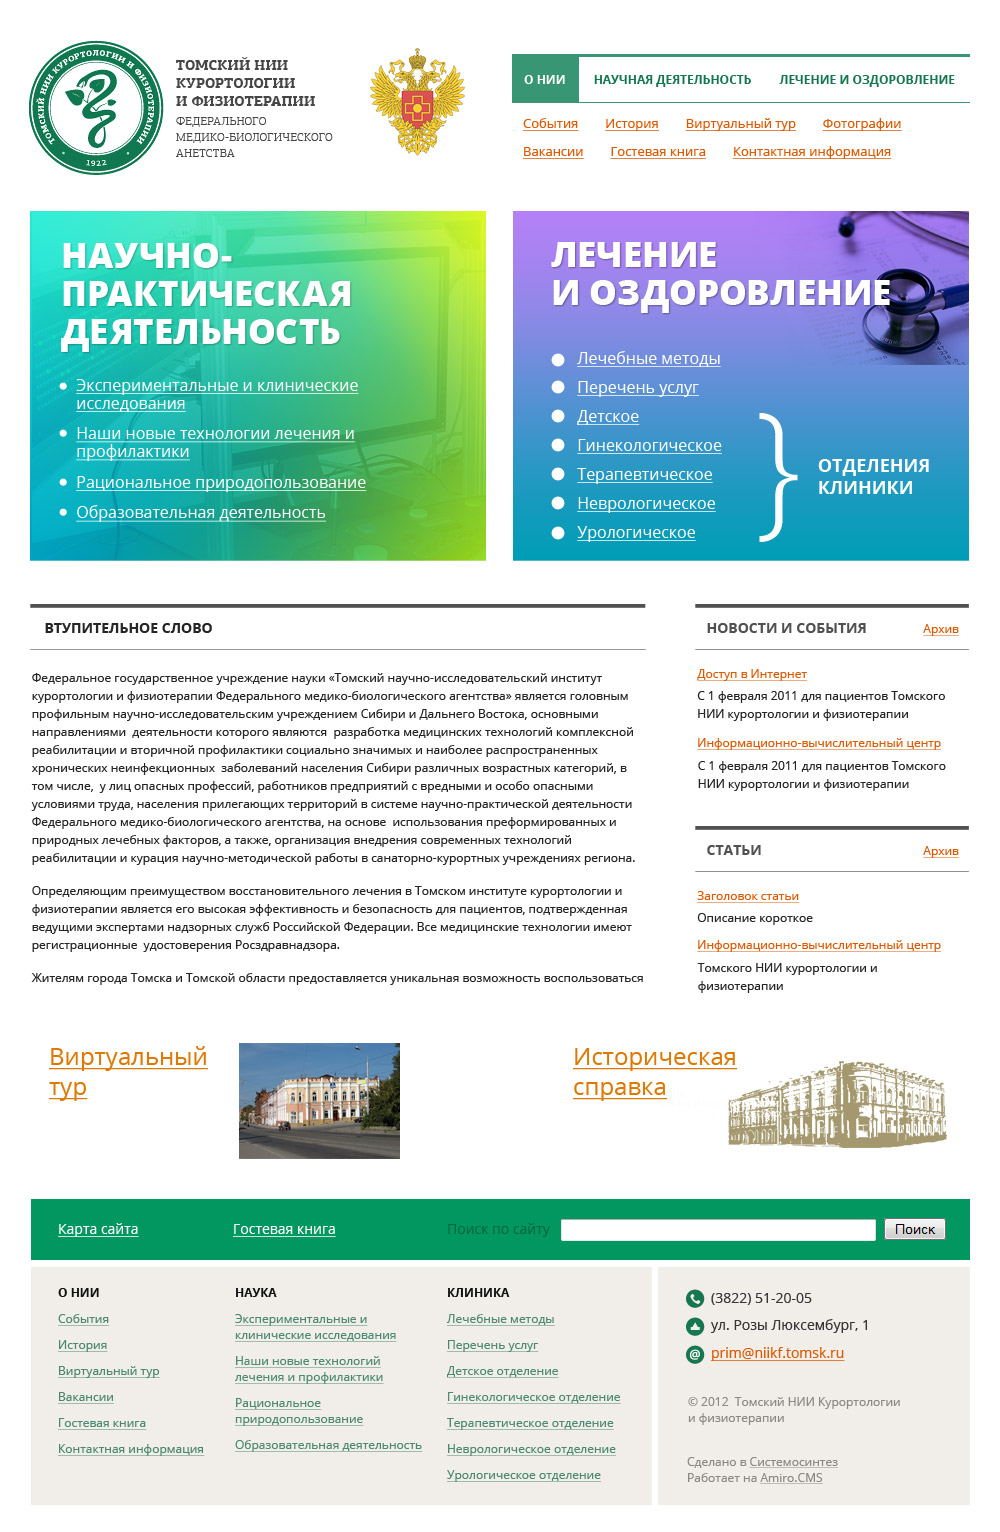 ТОМСКИЙ НИИ КУРОРТОЛОГИИ И ФИЗИОТЕРАПИИ
1922
ТОМСКИЙ НИИ
КУРОРТОЛОГИИ
И ФИЗИОТЕРАПИИ
ФЕДЕРАЛЬНОГО
МЕДИКО-БИОЛОГИЧЕСКОГО
АНЕТСТВА
О НИИ НАУЧНАЯ ДЕЯТЕЛЬНОСТЬ ЛЕЧЕНИЕ И ОЗДОРОВЛЕНИЕ
События История Виртуальный тур Фотографии
Вакансии Гостевая книга Контактная информация
НАУЧНО-
ПРАКТИЧЕСКАЯ
ДЕЯТЕЛЬНОСТЬ
Экспериментальные и клинические
исследования
Наши новые технологии лечения и
профилактики
Рациональное природопользование
Образовательная деятельность
ЛЕЧЕНИЕ
И ОЗДОРОВЛЕНИЕ
Лечебные методы
Перечень услуг
Детское
Гинекологическое
Терапевтическое
Неврологическое
Урологическое
ОТДЕЛЕНИЯ
КЛИНИКИ
ВТУПИТЕЛЬНОЕ СЛОВО
Федеральное государственное учреждение науки «Томский научно-исследовательский институт
курортологии и физиотерапии Федерального медико-биологического агентства» является головным
профильным научно-исследовательским учреждением Сибири и Дальнего Востока, основными
направлениями деятельности которого являются разработка медицинских технологий комплексной
реабилитации и вторичной профилактики социально значимых и наиболее распространенных
хронических неинфекционных заболеваний населения Сибири различных возрастных категорий, в
том числе, у лиц опасных профессий, работников предприятий с вредными и особо опасными
условиями труда, населения прилегающих территорий в системе научно-практической деятельности
Федерального медико-биологического агентства, на основе использования преформированных и
природных лечебных факторов, а также, организация внедрения современных технологий
реабилитации и курация научно-методической работы в санаторно-курортных учреждениях региона.
Определяющим преимуществом восстановительного лечения в Томском институте курортологии и
физиотерапии является его высокая эффективность и безопасность для пациентов, подтвержденная
ведущими экспертами надзорных служб Российской Федерации. Все медицинские технологии имеют
регистрационные удостоверения Росздравнадзора.
Жителям города Томска и Томской области предоставляется уникальная возможность воспользоваться
НОВОСТИ И СОБЫТИЯ Архив
Доступ в Интернет
С 1 февраля 2011 для пациентов Томского
НИИ курортологии и физиотерапии
Информационно-вычислительный центр
С 1 февраля 2011 для пациентов Томского
НИИ курортологии и физиотерапии
СТАТЬИ Архив
Заголовок статьи
Описание короткое
Информационно-вычислительный центр
Томского НИИ курортологии и
физиотерапии
Виртуальный
тур
Историческая
справка
Карта сайта Гостевая книга Поиск по сайту Поиск
О НИИ
События
История
Виртуальный тур
Вакансии
Гостевая книга
Контактная информация
НАУКА
Экспериментальные и
клинические исследования
Наши новые технологий
лечения и профилактики
Рациональное
природопользование
Образовательная деятельность
КЛИНИКА
Лечебные методы
Перечень услуг
Детское отделение
Гинекологическое отделение
Терапевтическое отделение
Неврологическое отделение
Урологическое отделение
(3822) 51-20-05
ул. Розы Люксембург, 1
@ prim@niikf.tomsk.ru
© 2012 Томский НИИ Курортологии
и физиотерапии
Сделано в Системосинтез
Работает на Amiro.CMS